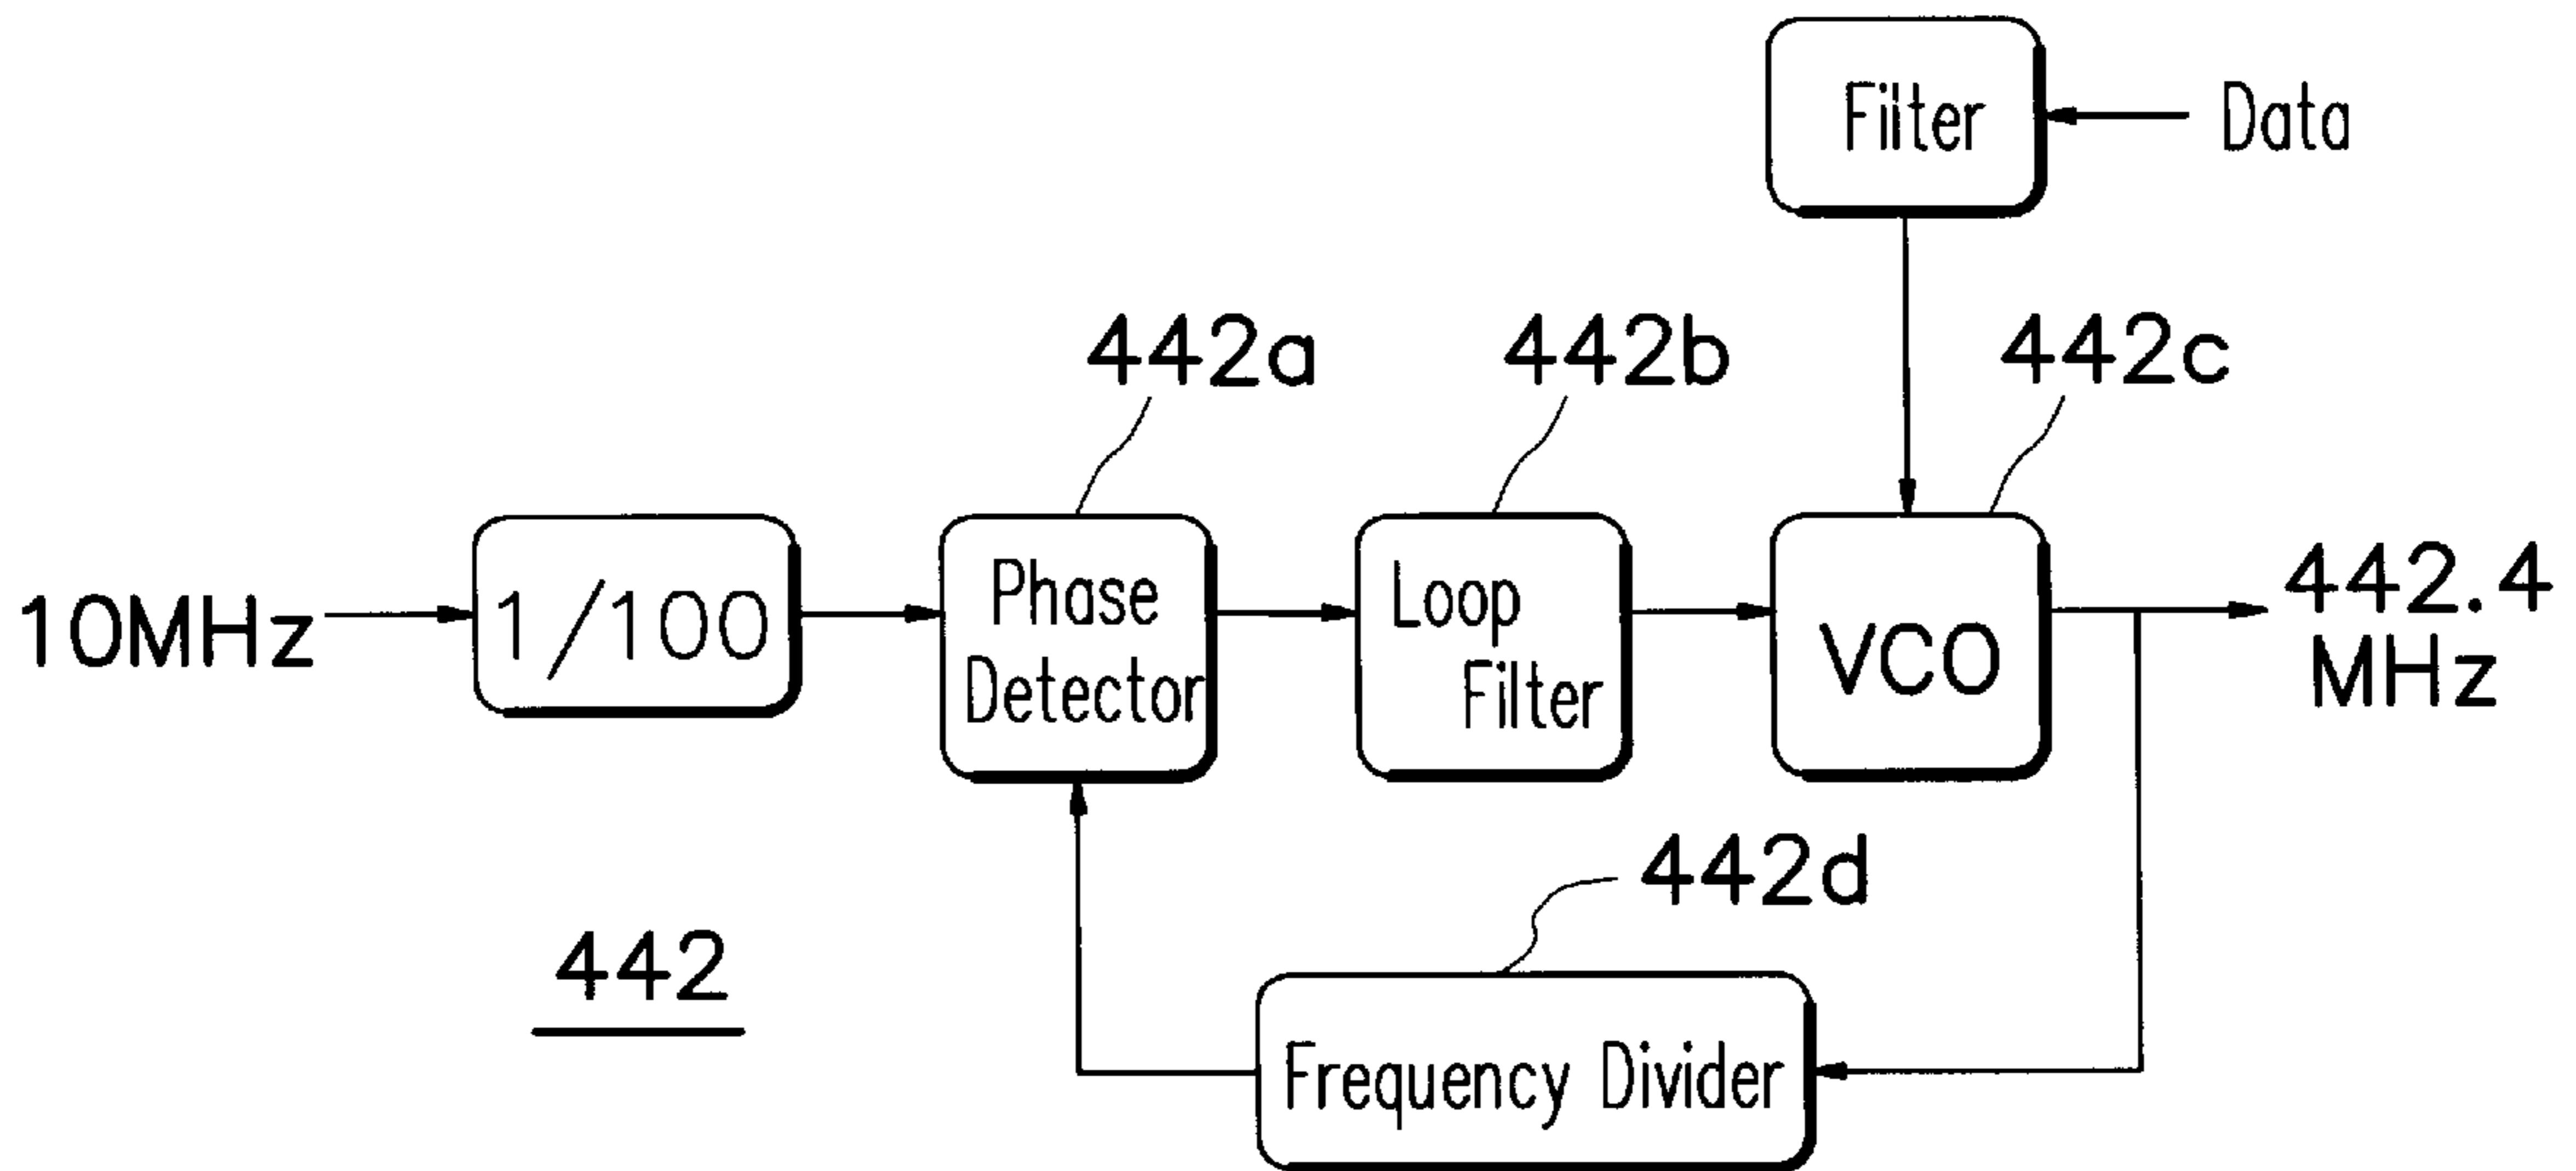 Fiiter
Data
442a
442b
442c
10MHz
1/100
Phase
Detector
Loop
Filter
VCO
442.4
MHz
442d
442
Frequency Divider